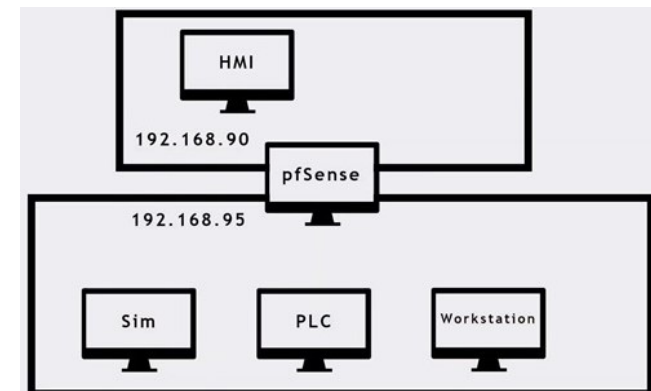 HMI
192.168.90
pfSense
192.168.95
Sim
PLC
Workstation